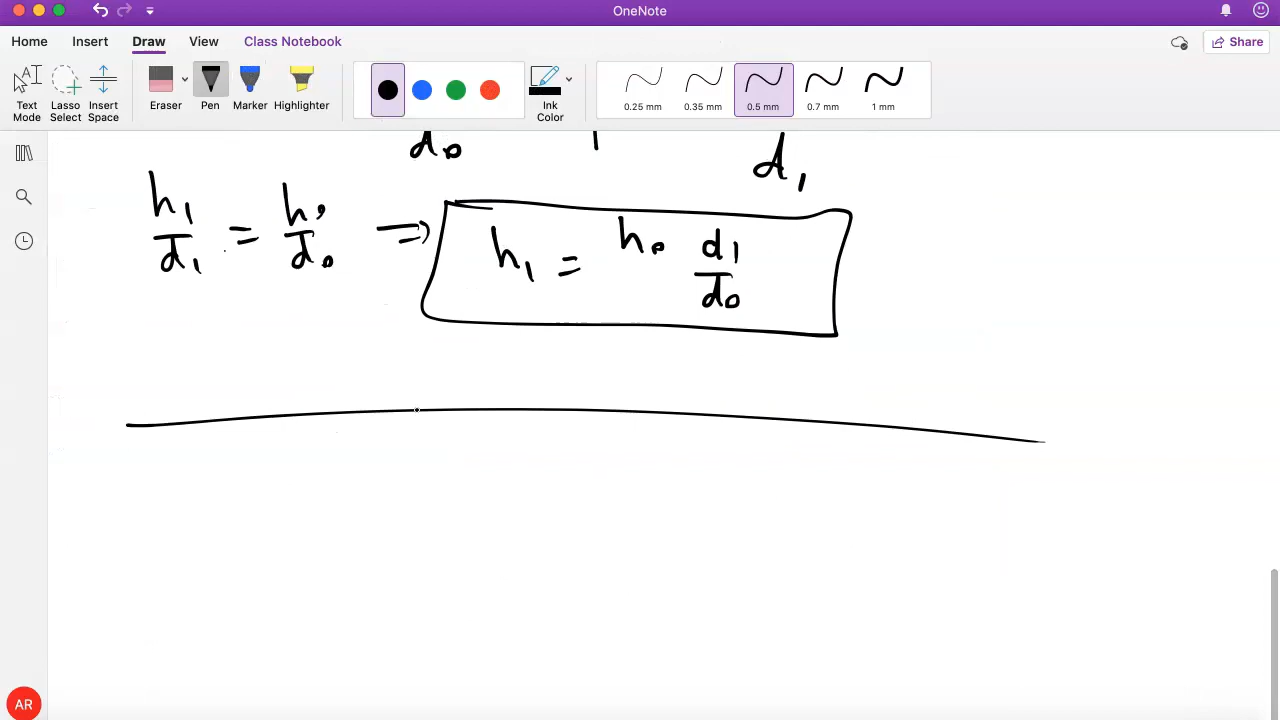 OneNote
Home Insert Draw View Class Notebook Share
Text Mode Lasso Select Insert Space Eraser Pen Marker Highlighter Ink Color 0.25 mm 0.35 mm 0.5 mm 0.7 mm 1 mm
d₀ d₁
h₁/d₁ = h₀/d₀ ⇒ h₁ = h₀ d₁/d₀
AR